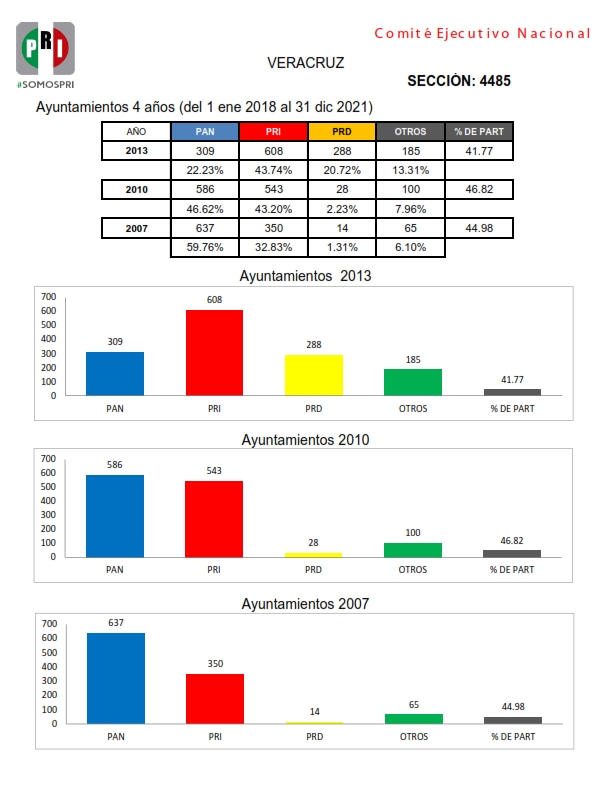 Comité Ejecutivo Nacional
PRI
#SOMOSPRI
VERACRUZ
SECCIÓN: 4485
Ayuntamientos 4 años (del 1 ene 2018 al 31 dic 2021)
AÑO PAN PRI PRD OTROS % DE PART
2013 309 608 288 185 41.77
22.23% 43.74% 20.72% 13.31%
2010 586 543 28 100 46.82
46.62% 43.20% 2.23% 7.96%
2007 637 350 14 65 44.98
59.76% 32.83% 1.31% 6.10%
Ayuntamientos 2013
700
600
500
400
300
200
100
0
309 608 288 185 41.77
PAN PRI PRD OTROS % DE PART
Ayuntamientos 2010
700
600
500
400
300
200
100
0
586 543 28 100 46.82
PAN PRI PRD OTROS % DE PART
Ayuntamientos 2007
700
600
500
400
300
200
100
0
637 350 14 65 44.98
PAN PRI PRD OTROS % DE PART